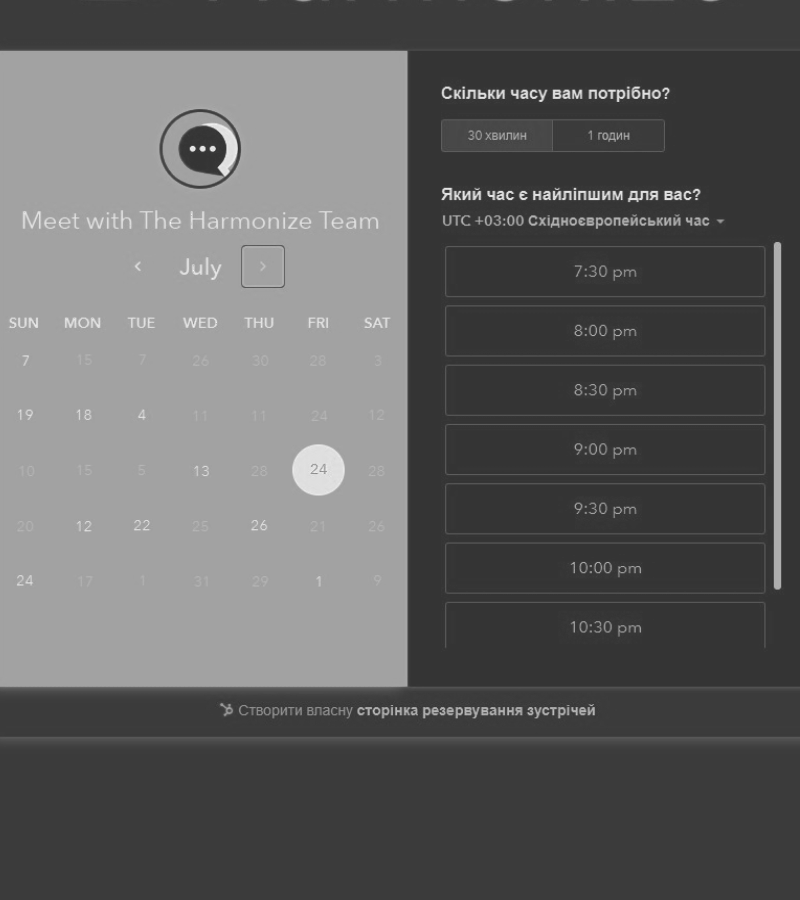 Meet with The Harmonize Team
July
SUN MON TUE WED THU FRI SAT
7 15 7 26 30 28 3
19 18 4 11 11 24 12
10 15 5 13 28 24 28
20 12 22 25 26 21 26
24 17 1 31 29 1 9
Скільки часу вам потрібно?
30 хвилин 1 годин
Який час є найліпшим для вас?
UTC +03:00 Східноєвропейський час
7:30 pm
8:00 pm
8:30 pm
9:00 pm
9:30 pm
10:00 pm
10:30 pm
Створити власну сторінка резервування зустрічей